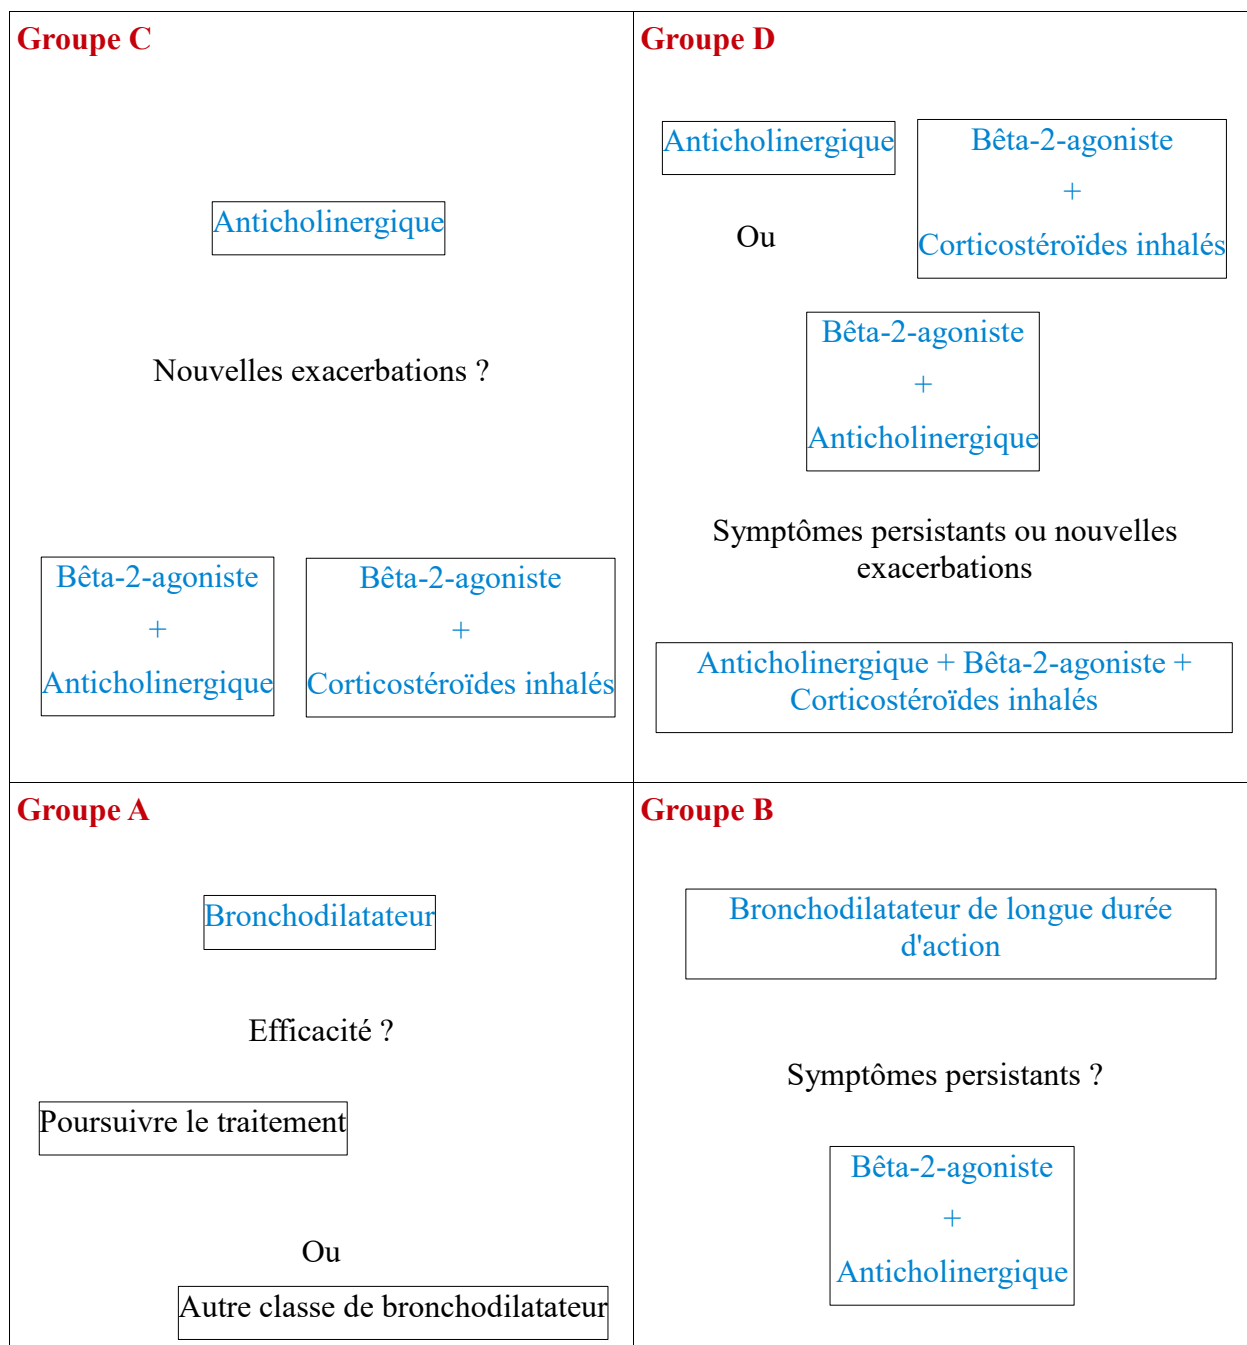 Groupe C
Anticholinergique
Nouvelles exacerbations ?
Bêta-2-agoniste
+
Anticholinergique
Bêta-2-agoniste
+
Corticostéroïdes inhalés
Groupe D
Anticholinergique
Ou
Bêta-2-agoniste
+
Corticostéroïdes inhalés
Bêta-2-agoniste
+
Anticholinergique
Symptômes persistants ou nouvelles
exacerbations
Anticholinergique + Bêta-2-agoniste +
Corticostéroïdes inhalés
Groupe A
Bronchodilatateur
Efficacité ?
Poursuivre le traitement
Ou
Autre classe de bronchodilatateur
Groupe B
Bronchodilatateur de longue durée
d'action
Symptômes persistants ?
Bêta-2-agoniste
+
Anticholinergique